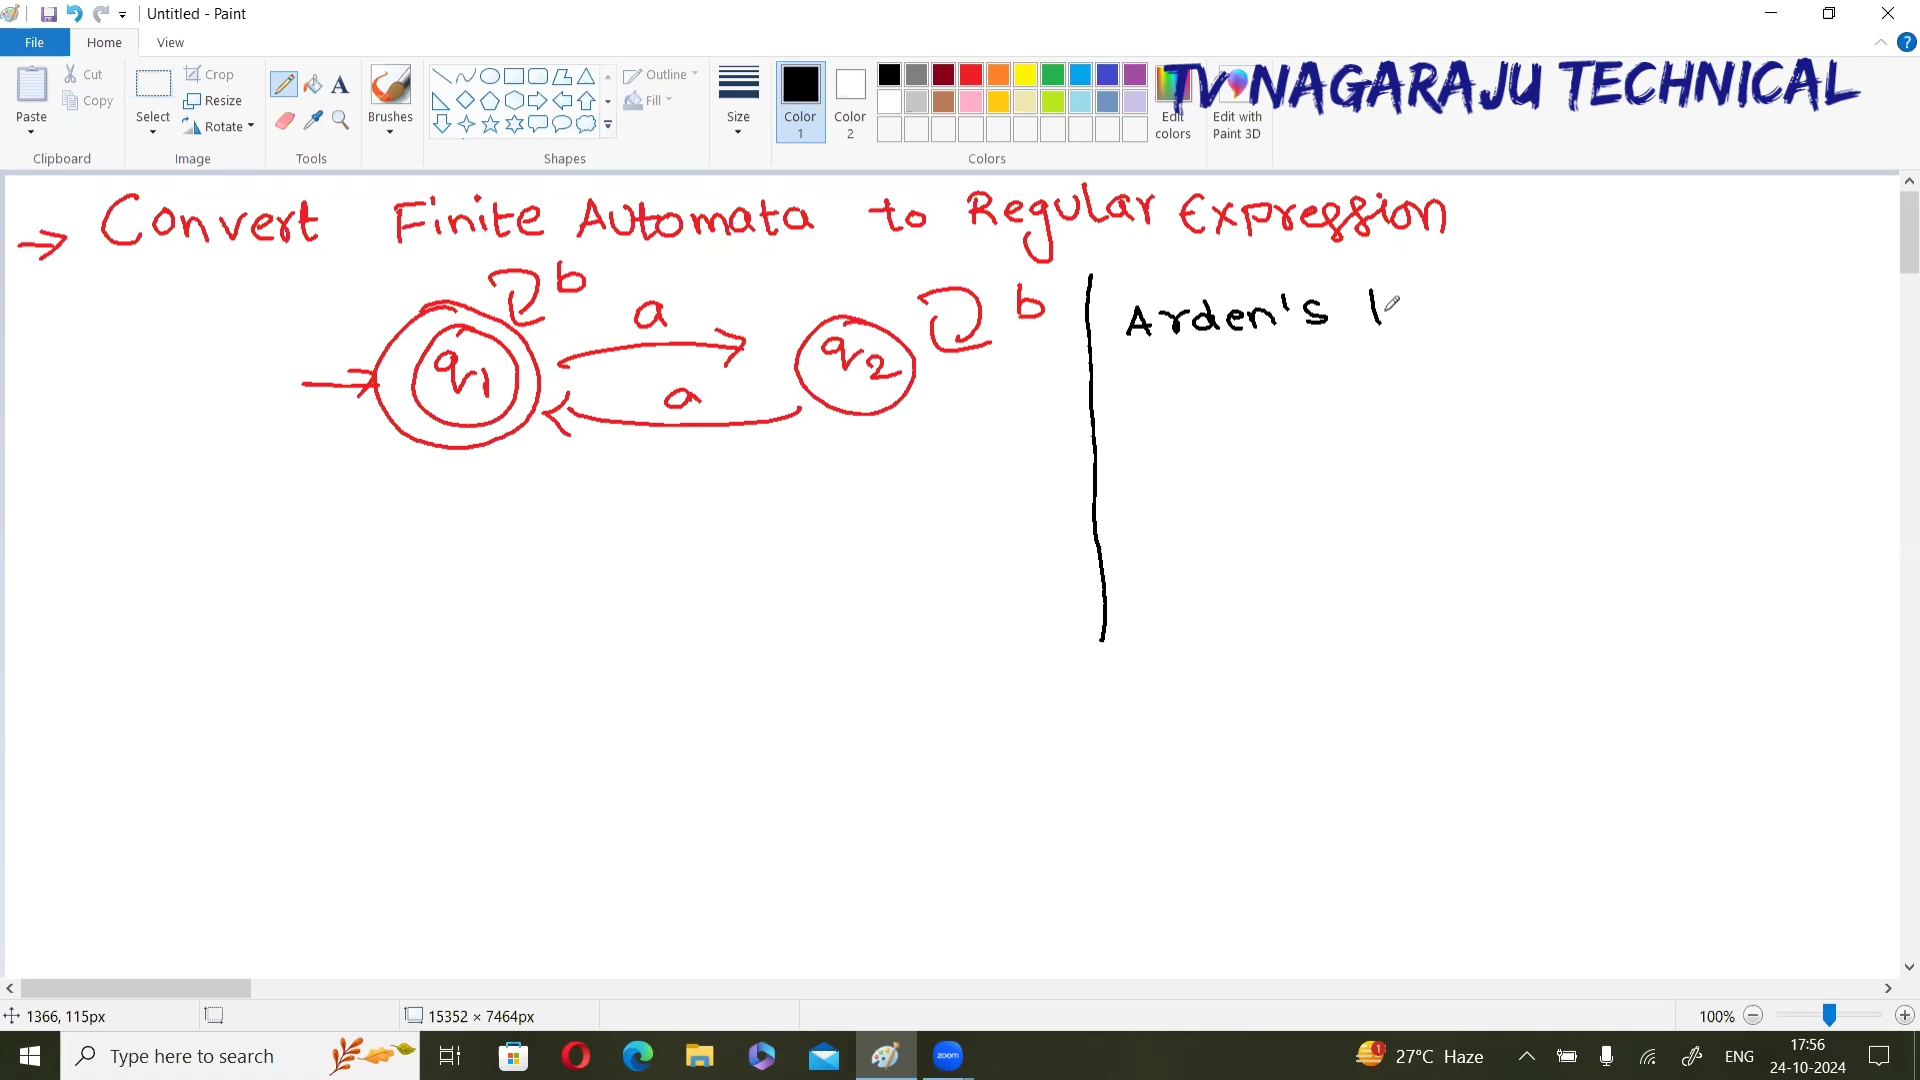 Untitled - Paint
File Home View
Paste
Cut
Copy
Clipboard
Select
Crop
Resize
Rotate
Image
Tools
Brushes
Outline
Fill
Shapes
Size
Color 1
Color 2
Edit colors
Edit with Paint 3D
Colors
TV NAGARAJU TECHNICAL
→ Convert Finite Automata to Regular Expression
b
a
b
q1
q2
a
Arden's
1366, 115px
15352 × 7464px
100%
Type here to search
zoom
1
27°C Haze
ENG
17:56
24-10-2024